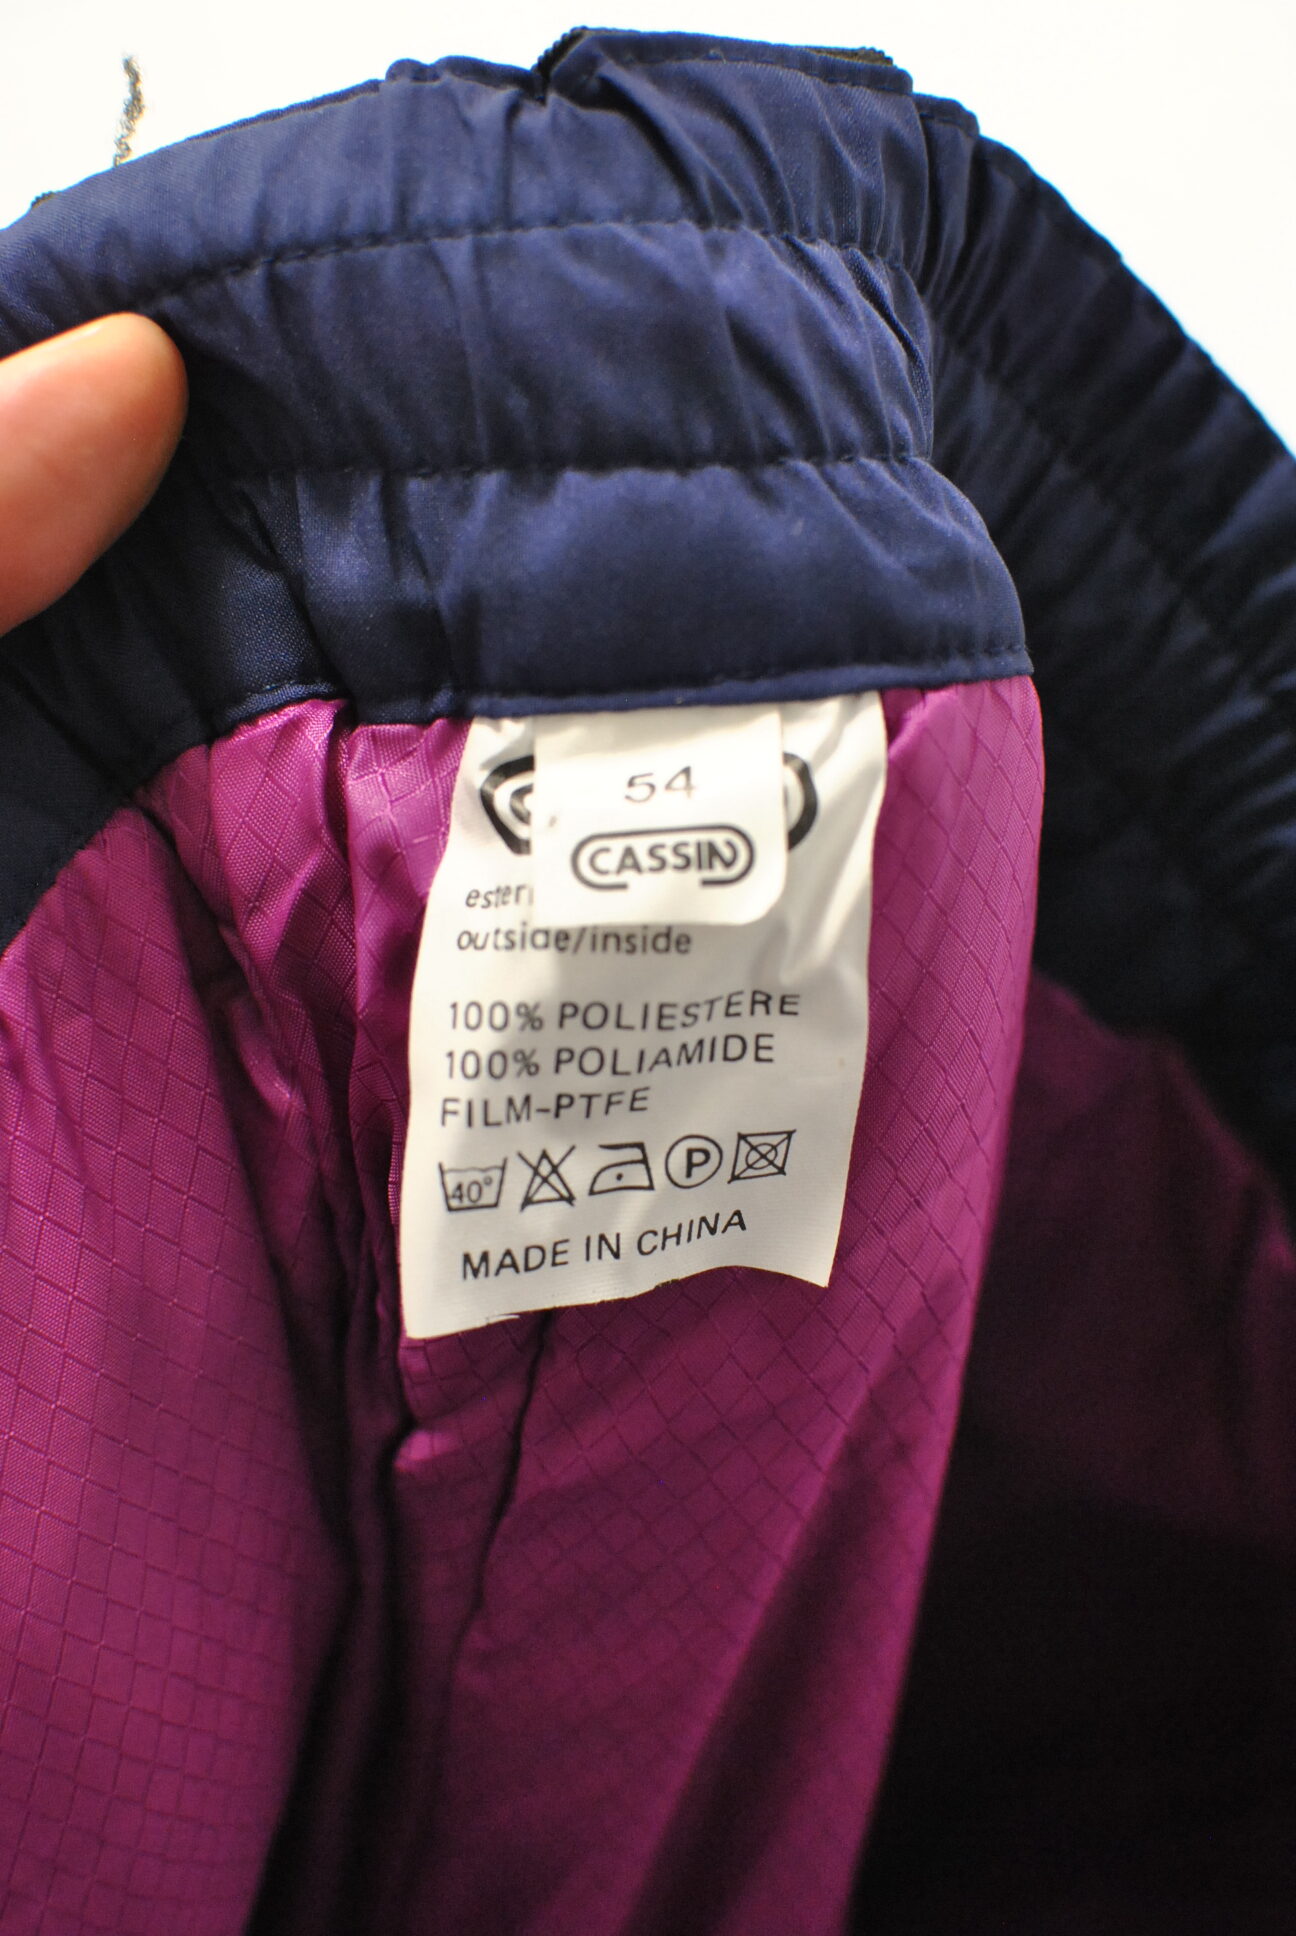 54
CASSIN
outside/inside
100% POLIESTERE
100% POLIAMIDE
FILM-PTFE
40° P
MADE IN CHINA